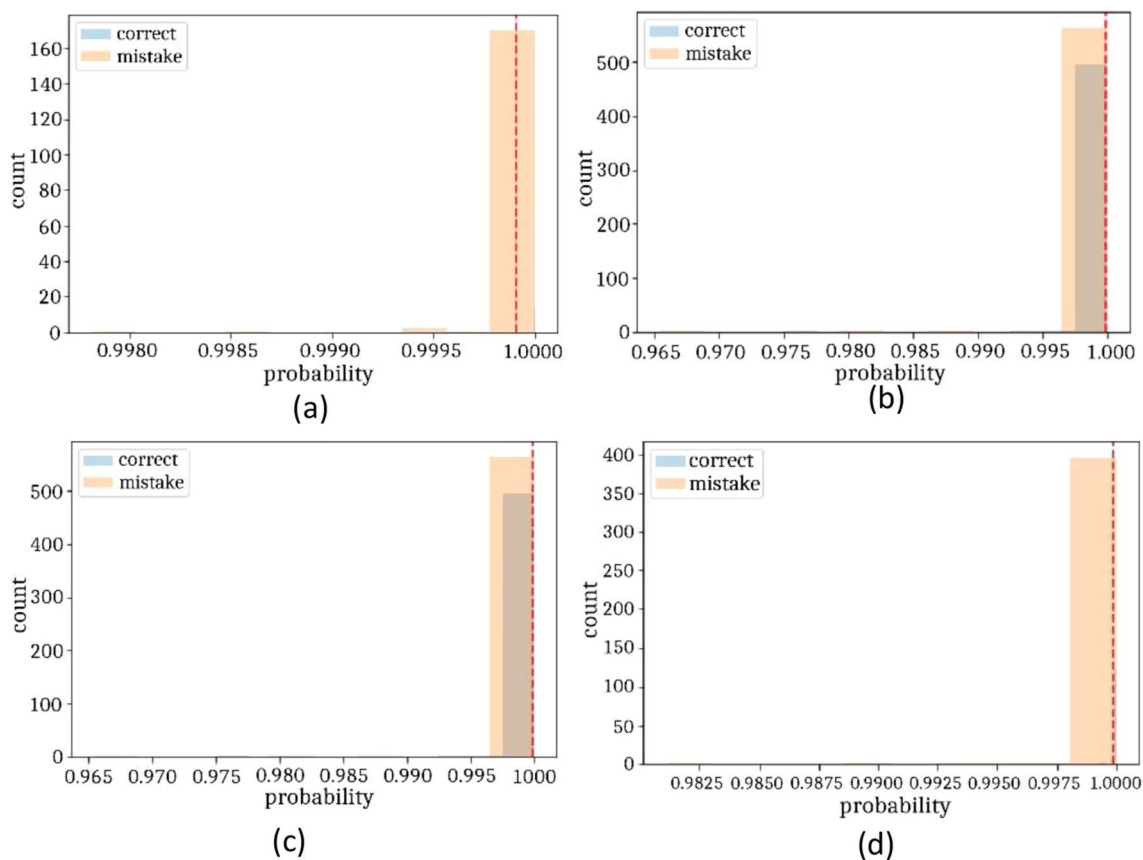 correct
mistake
160
140
120
100
80
60
40
20
0
count
0.9980 0.9985 0.9990 0.9995 1.0000
probability
(a)
correct
mistake
500
400
300
200
100
0
count
0.965 0.970 0.975 0.980 0.985 0.990 0.995 1.000
probability
(b)
correct
mistake
500
400
300
200
100
0
count
0.965 0.970 0.975 0.980 0.985 0.990 0.995 1000
probability
(c)
correct
mistake
400
350
300
250
200
150
100
50
0
count
0.9825 0.9850 0.9875 0.9900 0.9925 0.9950 0.9975 1.0000
probability
(d)